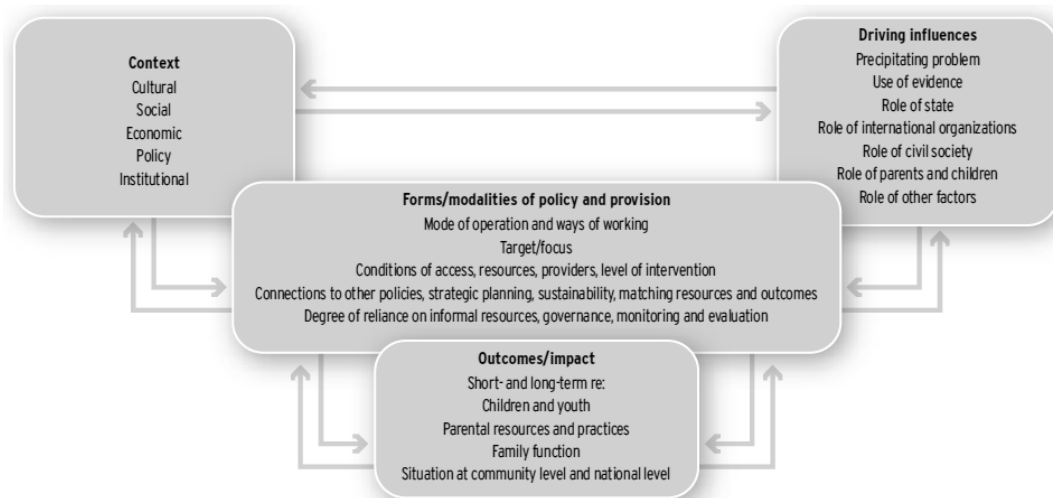 Context
Cultural
Social
Economic
Policy
Institutional
Driving influences
Precipitating problem
Use of evidence
Role of state
Role of international organizations
Role of civil society
Role of parents and children
Role of other factors
Forms/modalities of policy and provision
Mode of operation and ways of working
Target/focus
Conditions of access, resources, providers, level of intervention
Connections to other policies, strategic planning, sustainability, matching resources and outcomes
Degree of reliance on informal resources, governance, monitoring and evaluation
Outcomes/impact
Short- and long-term re:
Children and youth
Parental resources and practices
Family function
Situation at community level and national level